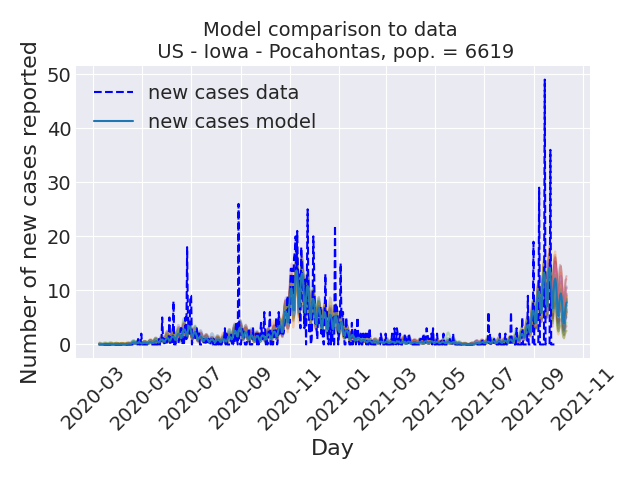 Model comparison to data
US - Iowa - Pocahontas, pop. = 6619
Number of new cases reported
50
40
30
20
10
0
new cases data
new cases model
2020-03
2020-05
2020-07
2020-09
2020-11
2021-01
2021-03
2021-05
2021-07
2021-09
2021-11
Day